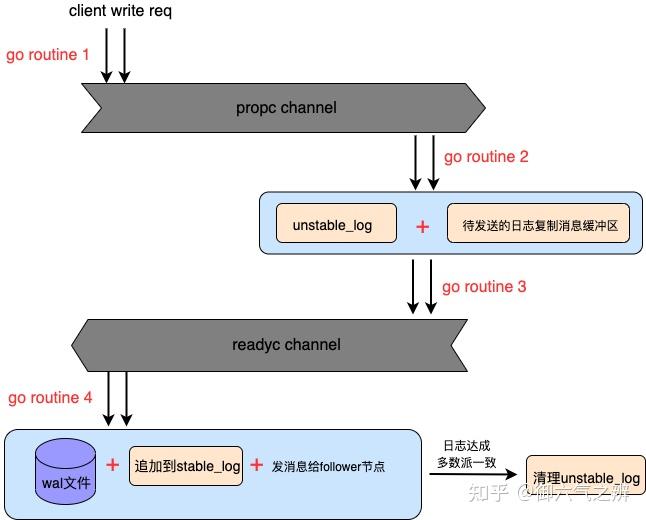 client write req
go routine 1
propc channel
go routine 2
unstable_log
+
待发送的日志复制消息缓冲区
go routine 3
readyc channel
go routine 4
wal文件
+
追加到stable_log
+
发消息给follower节点
日志达成
多数派一致
清理unstable_log
知乎 @御六气之辨